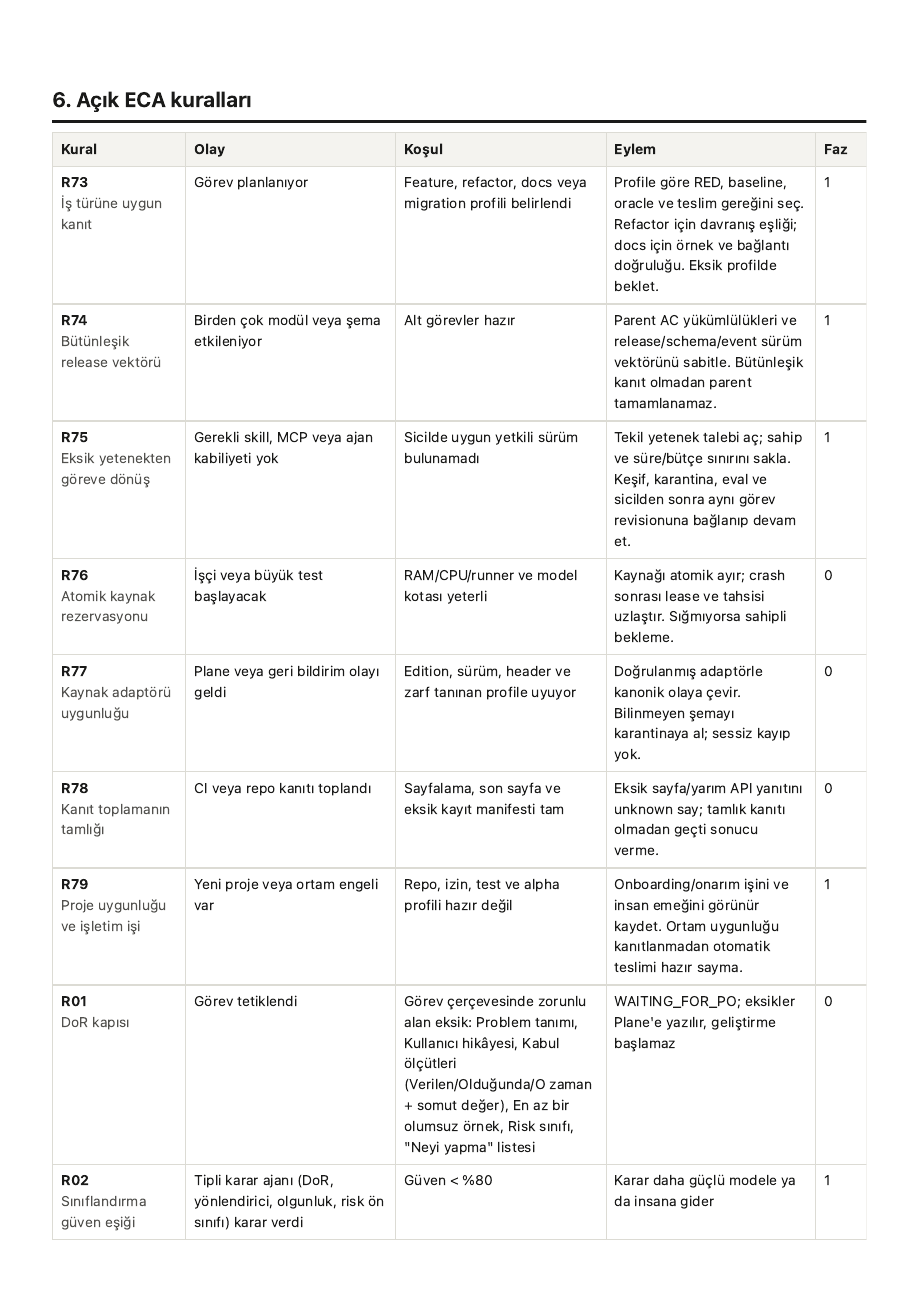 6. Açık ECA kuralları
Kural Olay Koşul Eylem Faz
R73
İş türüne uygun
kanıt
Görev planlanıyor
Feature, refactor, docs veya
migration profili belirlendi
Profile göre RED, baseline,
oracle ve teslim gereğini seç.
Refactor için davranış eşliği;
docs için örnek ve bağlantı
doğruluğu. Eksik profilde
beklet.
1
R74
Bütünleşik
release vektörü
Birden çok modül veya şema
etkileniyor
Alt görevler hazır
Parent AC yükümlülükleri ve
release/schema/event sürüm
vektörünü sabitle. Bütünleşik
kanıt olmadan parent
tamamlanamaz.
1
R75
Eksik yetenekten
göreve dönüş
Gerekli skill, MCP veya ajan
kabiliyeti yok
Sicilde uygun yetkili sürüm
bulunamadı
Tekil yetenek talebi aç; sahip
ve süre/bütçe sınırını sakla.
Keşif, karantina, eval ve
sicilden sonra aynı görev
revisionuna bağlanıp devam
et.
1
R76
Atomik kaynak
rezervasyonu
İşçi veya büyük test
başlayacak
RAM/CPU/runner ve model
kotası yeterli
Kaynağı atomik ayır; crash
sonrası lease ve tahsisi
uzlaştır. Sığmıyorsa sahipli
bekleme.
0
R77
Kaynak adaptörü
uygunluğu
Plane veya geri bildirim olayı
geldi
Edition, sürüm, header ve
zarf tanınan profile uyuyor
Doğrulanmış adaptörle
kanonik olaya çevir.
Bilinmeyen şemayı
karantinaya al; sessiz kayıp
yok.
0
R78
Kanıt toplamanın
tamlığı
CI veya repo kanıtı toplandı
Sayfalama, son sayfa ve
eksik kayıt manifesti tam
Eksik sayfa/yarım API yanıtını
unknown say; tamlık kanıtı
olmadan geçti sonucu
verme.
0
R79
Proje uygunluğu
ve işletim işi
Yeni proje veya ortam engeli
var
Repo, izin, test ve alpha
profili hazır değil
Onboarding/onarım işini ve
insan emeğini görünür
kaydet. Ortam uygunluğu
kanıtlanmadan otomatik
teslimi hazır sayma.
1
R01
DoR kapısı
Görev tetiklendi
Görev çerçevesinde zorunlu
alan eksik: Problem tanımı,
Kullanıcı hikâyesi, Kabul
ölçütleri
(Verilen/Olduğunda/O zaman
+ somut değer), En az bir
olumsuz örnek, Risk sınıfı,
"Neyi yapma" listesi
WAITING_FOR_PO; eksikler
Plane'e yazılır, geliştirme
başlamaz
0
R02
Sınıflandırma
güven eşiği
Tipli karar ajanı (DoR,
yönlendirici, olgunluk, risk ön
sınıfı) karar verdi
Güven < %80
Karar daha güçlü modele ya
da insana gider
1